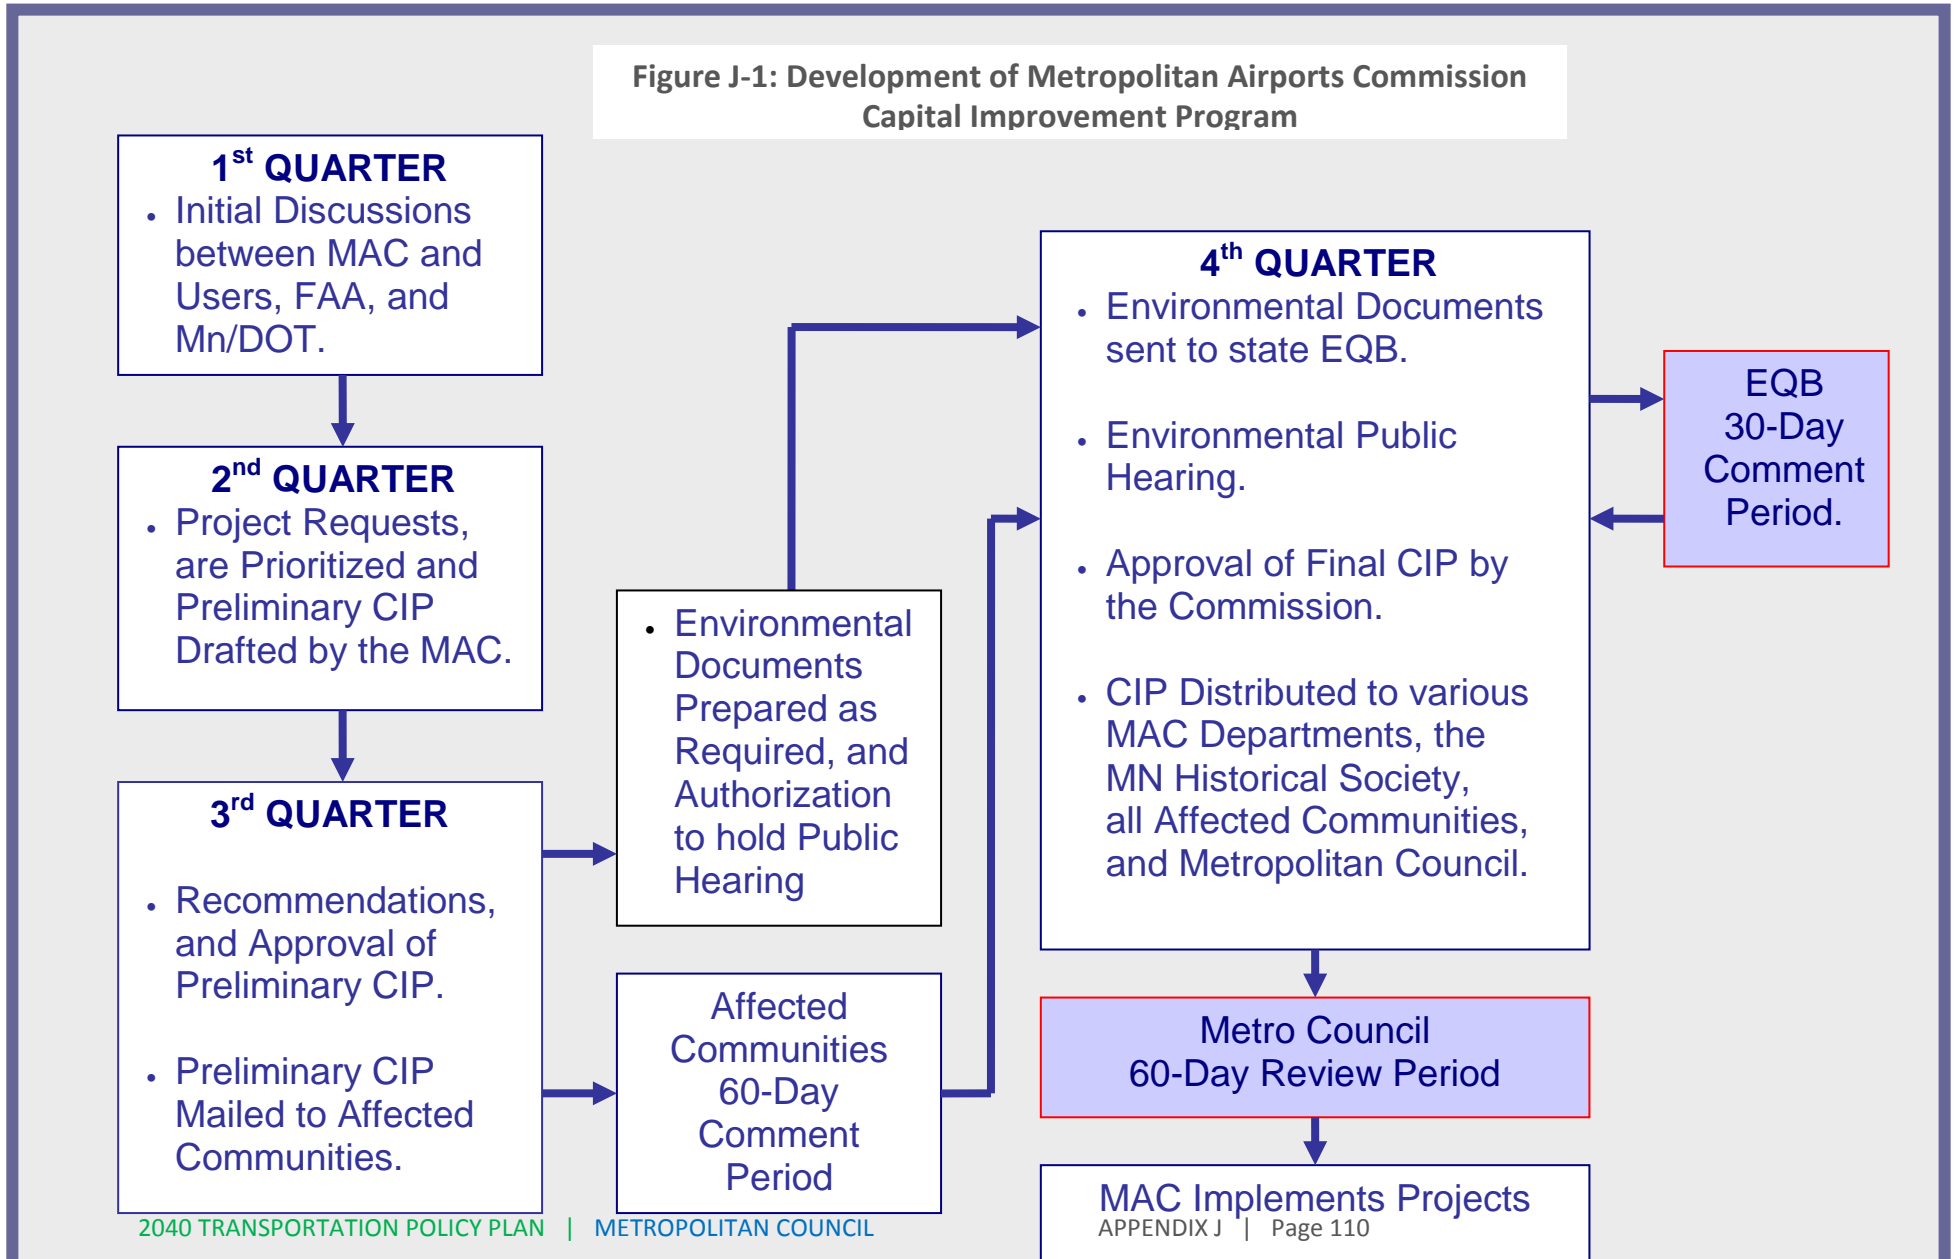 Figure J-1: Development of Metropolitan Airports Commission
Capital Improvement Program
1st QUARTER
• Initial Discussions
between MAC and
Users, FAA, and
Mn/DOT.
2nd QUARTER
• Project Requests,
are Prioritized and
Preliminary CIP
Drafted by the MAC.
3rd QUARTER
• Recommendations,
and Approval of
Preliminary CIP.
• Preliminary CIP
Mailed to Affected
Communities.
• Environmental
Documents
Prepared as
Required, and
Authorization
to hold Public
Hearing
Affected
Communities
60-Day
Comment
Period
4th QUARTER
• Environmental Documents
sent to state EQB.
• Environmental Public
Hearing.
• Approval of Final CIP by
the Commission.
• CIP Distributed to various
MAC Departments, the
MN Historical Society,
all Affected Communities,
and Metropolitan Council.
EQB
30-Day
Comment
Period.
Metro Council
60-Day Review Period
MAC Implements Projects
2040 TRANSPORTATION POLICY PLAN | METROPOLITAN COUNCIL
APPENDIX J | Page 110